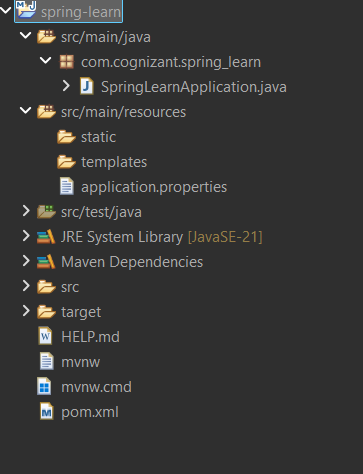 spring-learn
src/main/java
com.cognizant.spring_learn
SpringLearnApplication.java
src/main/resources
static
templates
application.properties
src/test/java
JRE System Library [JavaSE-21]
Maven Dependencies
src
target
HELP.md
mvnw
mvnw.cmd
pom.xml